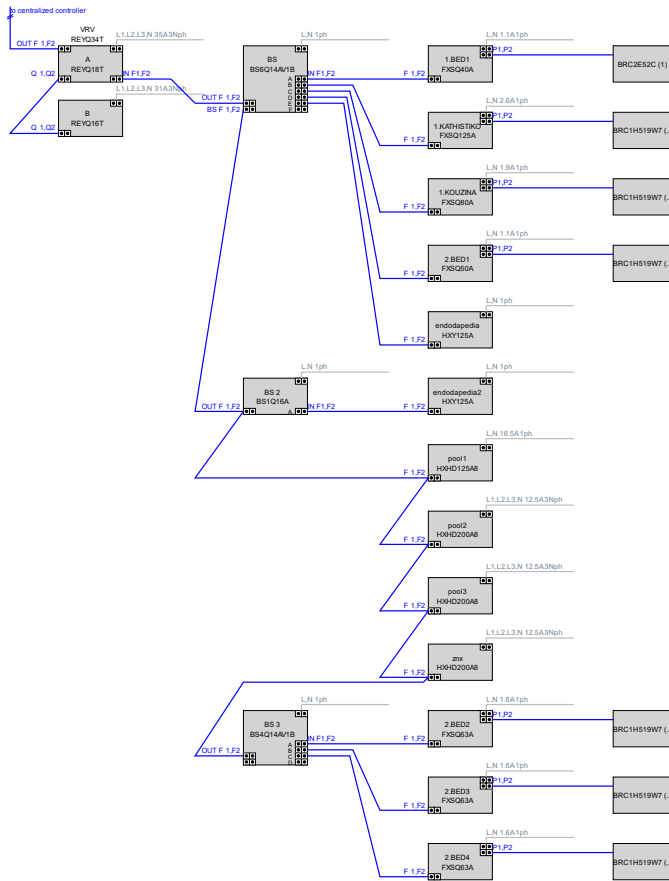 to centralized controller
VRV
REYQ34T
OUT F 1,F2
L1,L2,L3,N 35A3Nph
A
REYQ18T
Q 1,Q2
IN F1,F2
L1,L2,L3,N 31A3Nph
B
REYQ16T
Q 1,Q2
L,N 1ph
BS
BS6Q14AV1B
IN F1,F2
A
B
C
D
E
F
OUT F 1,F2
BS F 1,F2
L,N 1.1A1ph
P1,P2
1.BED1
FXSQ40A
F 1,F2
BRC2E52C (1)
L,N 2.6A1ph
P1,P2
1.KATHISTIKO
FXSQ125A
F 1,F2
BRC1H519W7 (..
L,N 1.9A1ph
P1,P2
1.KOUZINA
FXSQ80A
F 1,F2
BRC1H519W7 (..
L,N 1.1A1ph
P1,P2
2.BED1
FXSQ50A
F 1,F2
BRC1H519W7 (..
L,N 1ph
endodapedia
HXY125A
F 1,F2
L,N 1ph
BS 2
BS1Q16A
OUT F 1,F2
A
IN F1,F2
L,N 1ph
endodapedia2
HXY125A
F 1,F2
L,N 16.5A1ph
pool1
HXHD125A8
F 1,F2
L1,L2,L3,N 12.5A3Nph
pool2
HXHD200A8
F 1,F2
L1,L2,L3,N 12.5A3Nph
pool3
HXHD200A8
F 1,F2
L1,L2,L3,N 12.5A3Nph
znx
HXHD200A8
F 1,F2
L,N 1ph
BS 3
BS4Q14AV1B
IN F1,F2
A
B
C
D
OUT F 1,F2
L,N 1.6A1ph
P1,P2
2.BED2
FXSQ63A
F 1,F2
BRC1H519W7 (..
L,N 1.6A1ph
P1,P2
2.BED3
FXSQ63A
F 1,F2
BRC1H519W7 (..
L,N 1.6A1ph
P1,P2
2.BED4
FXSQ63A
F 1,F2
BRC1H519W7 (..